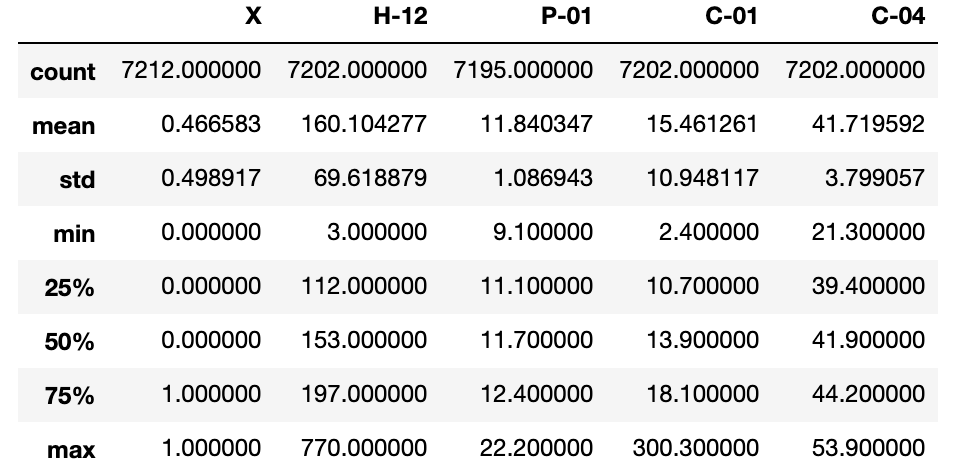 X H-12 P-01 C-01 C-04
count 7212.000000 7202.000000 7195.000000 7202.000000 7202.000000
mean 0.466583 160.104277 11.840347 15.461261 41.719592
std 0.498917 69.618879 1.086943 10.948117 3.799057
min 0.000000 3.000000 9.100000 2.400000 21.300000
25% 0.000000 112.000000 11.100000 10.700000 39.400000
50% 0.000000 153.000000 11.700000 13.900000 41.900000
75% 1.000000 197.000000 12.400000 18.100000 44.200000
max 1.000000 770.000000 22.200000 300.300000 53.900000